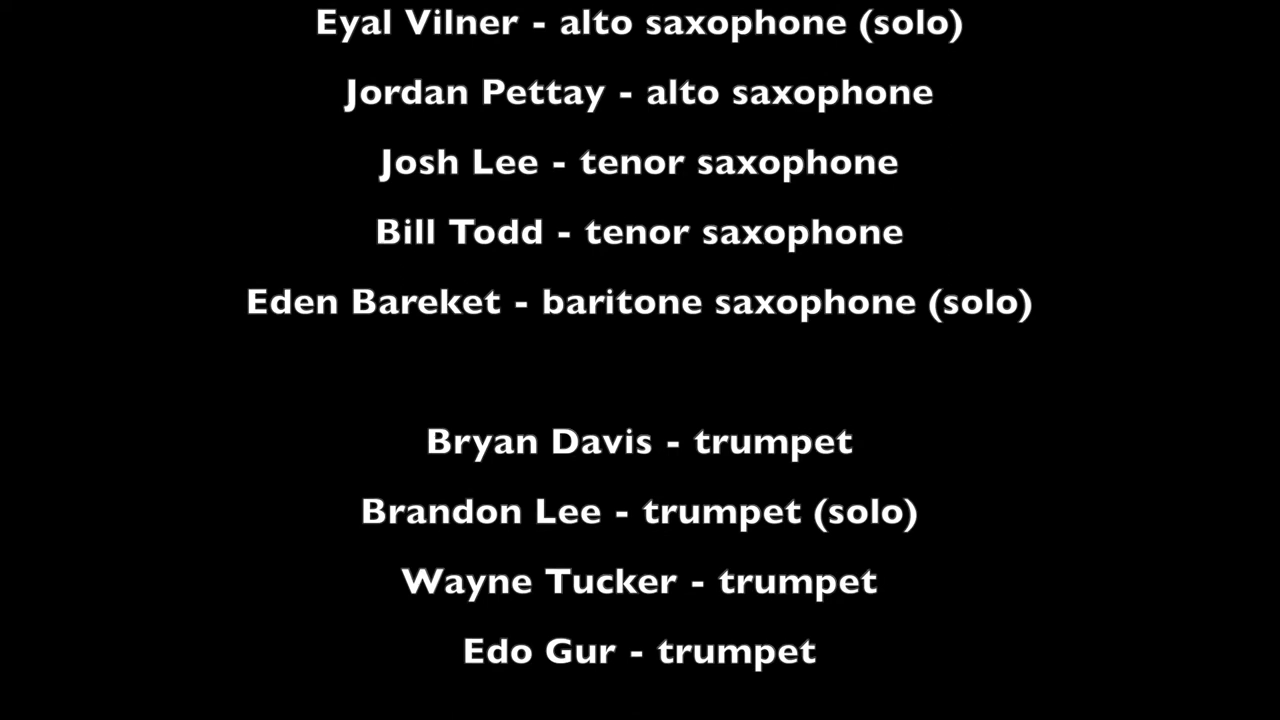 Eyal Vilner - alto saxophone (solo)
Jordan Pettay - alto saxophone
Josh Lee - tenor saxophone
Bill Todd - tenor saxophone
Eden Bareket - baritone saxophone (solo)
Bryan Davis - trumpet
Brandon Lee - trumpet (solo)
Wayne Tucker - trumpet
Edo Gur - trumpet